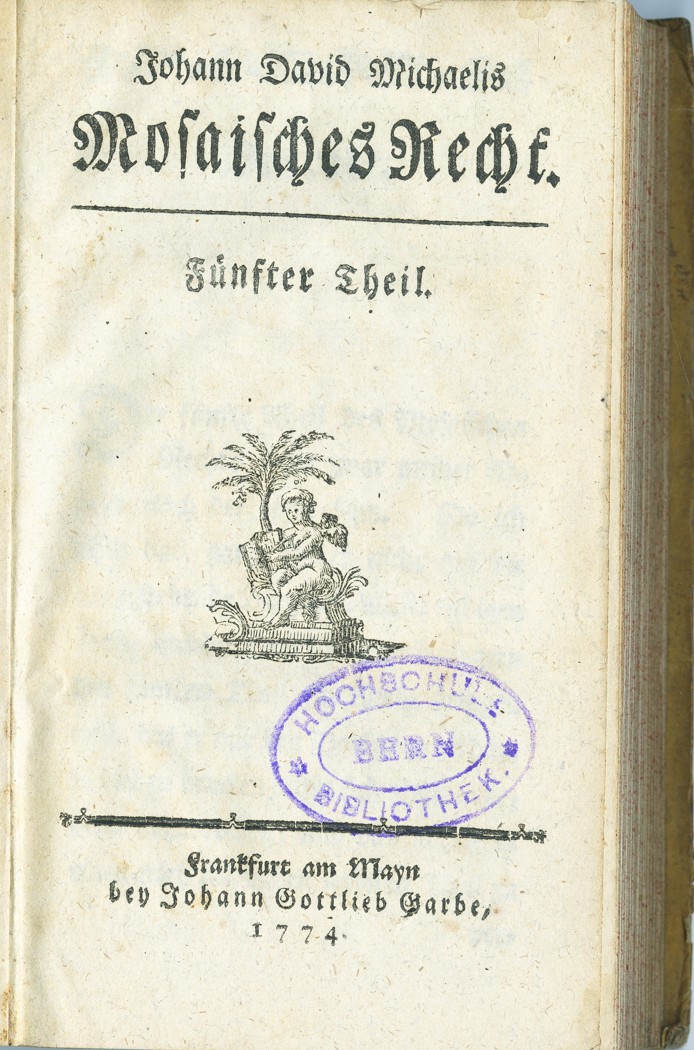 Johann David Michaelis
Mosaisches Recht.
Fünfter Theil.
HOCHSCHULE
BERN
BIBLIOTHEK.
Frankfurt am Mayn
bey Johann Gottlieb Garbe,
1774.